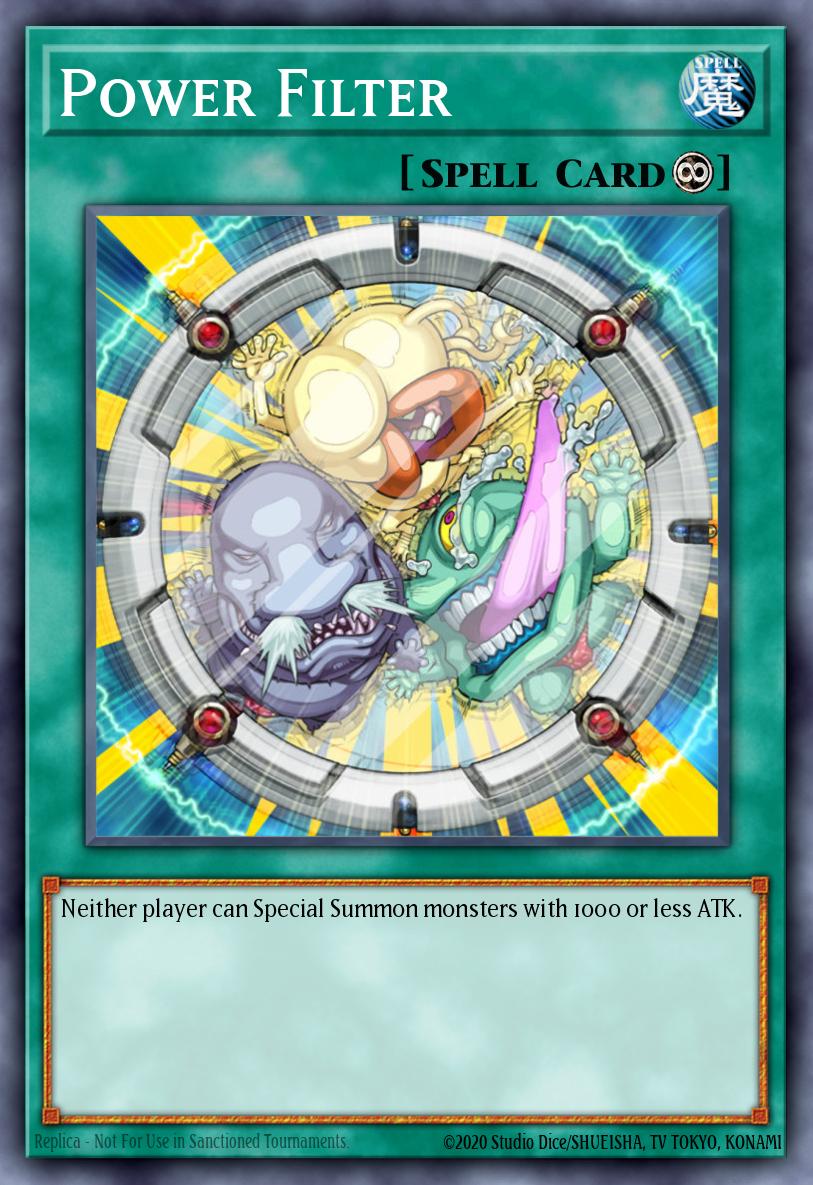 Power Filter
SPELL
魔
[Spell Card]
Neither player can Special Summon monsters with 1000 or less ATK.
Replica - Not For Use in Sanctioned Tournaments.
©2020 Studio Dice/SHUEISHA, TV TOKYO, KONAMI